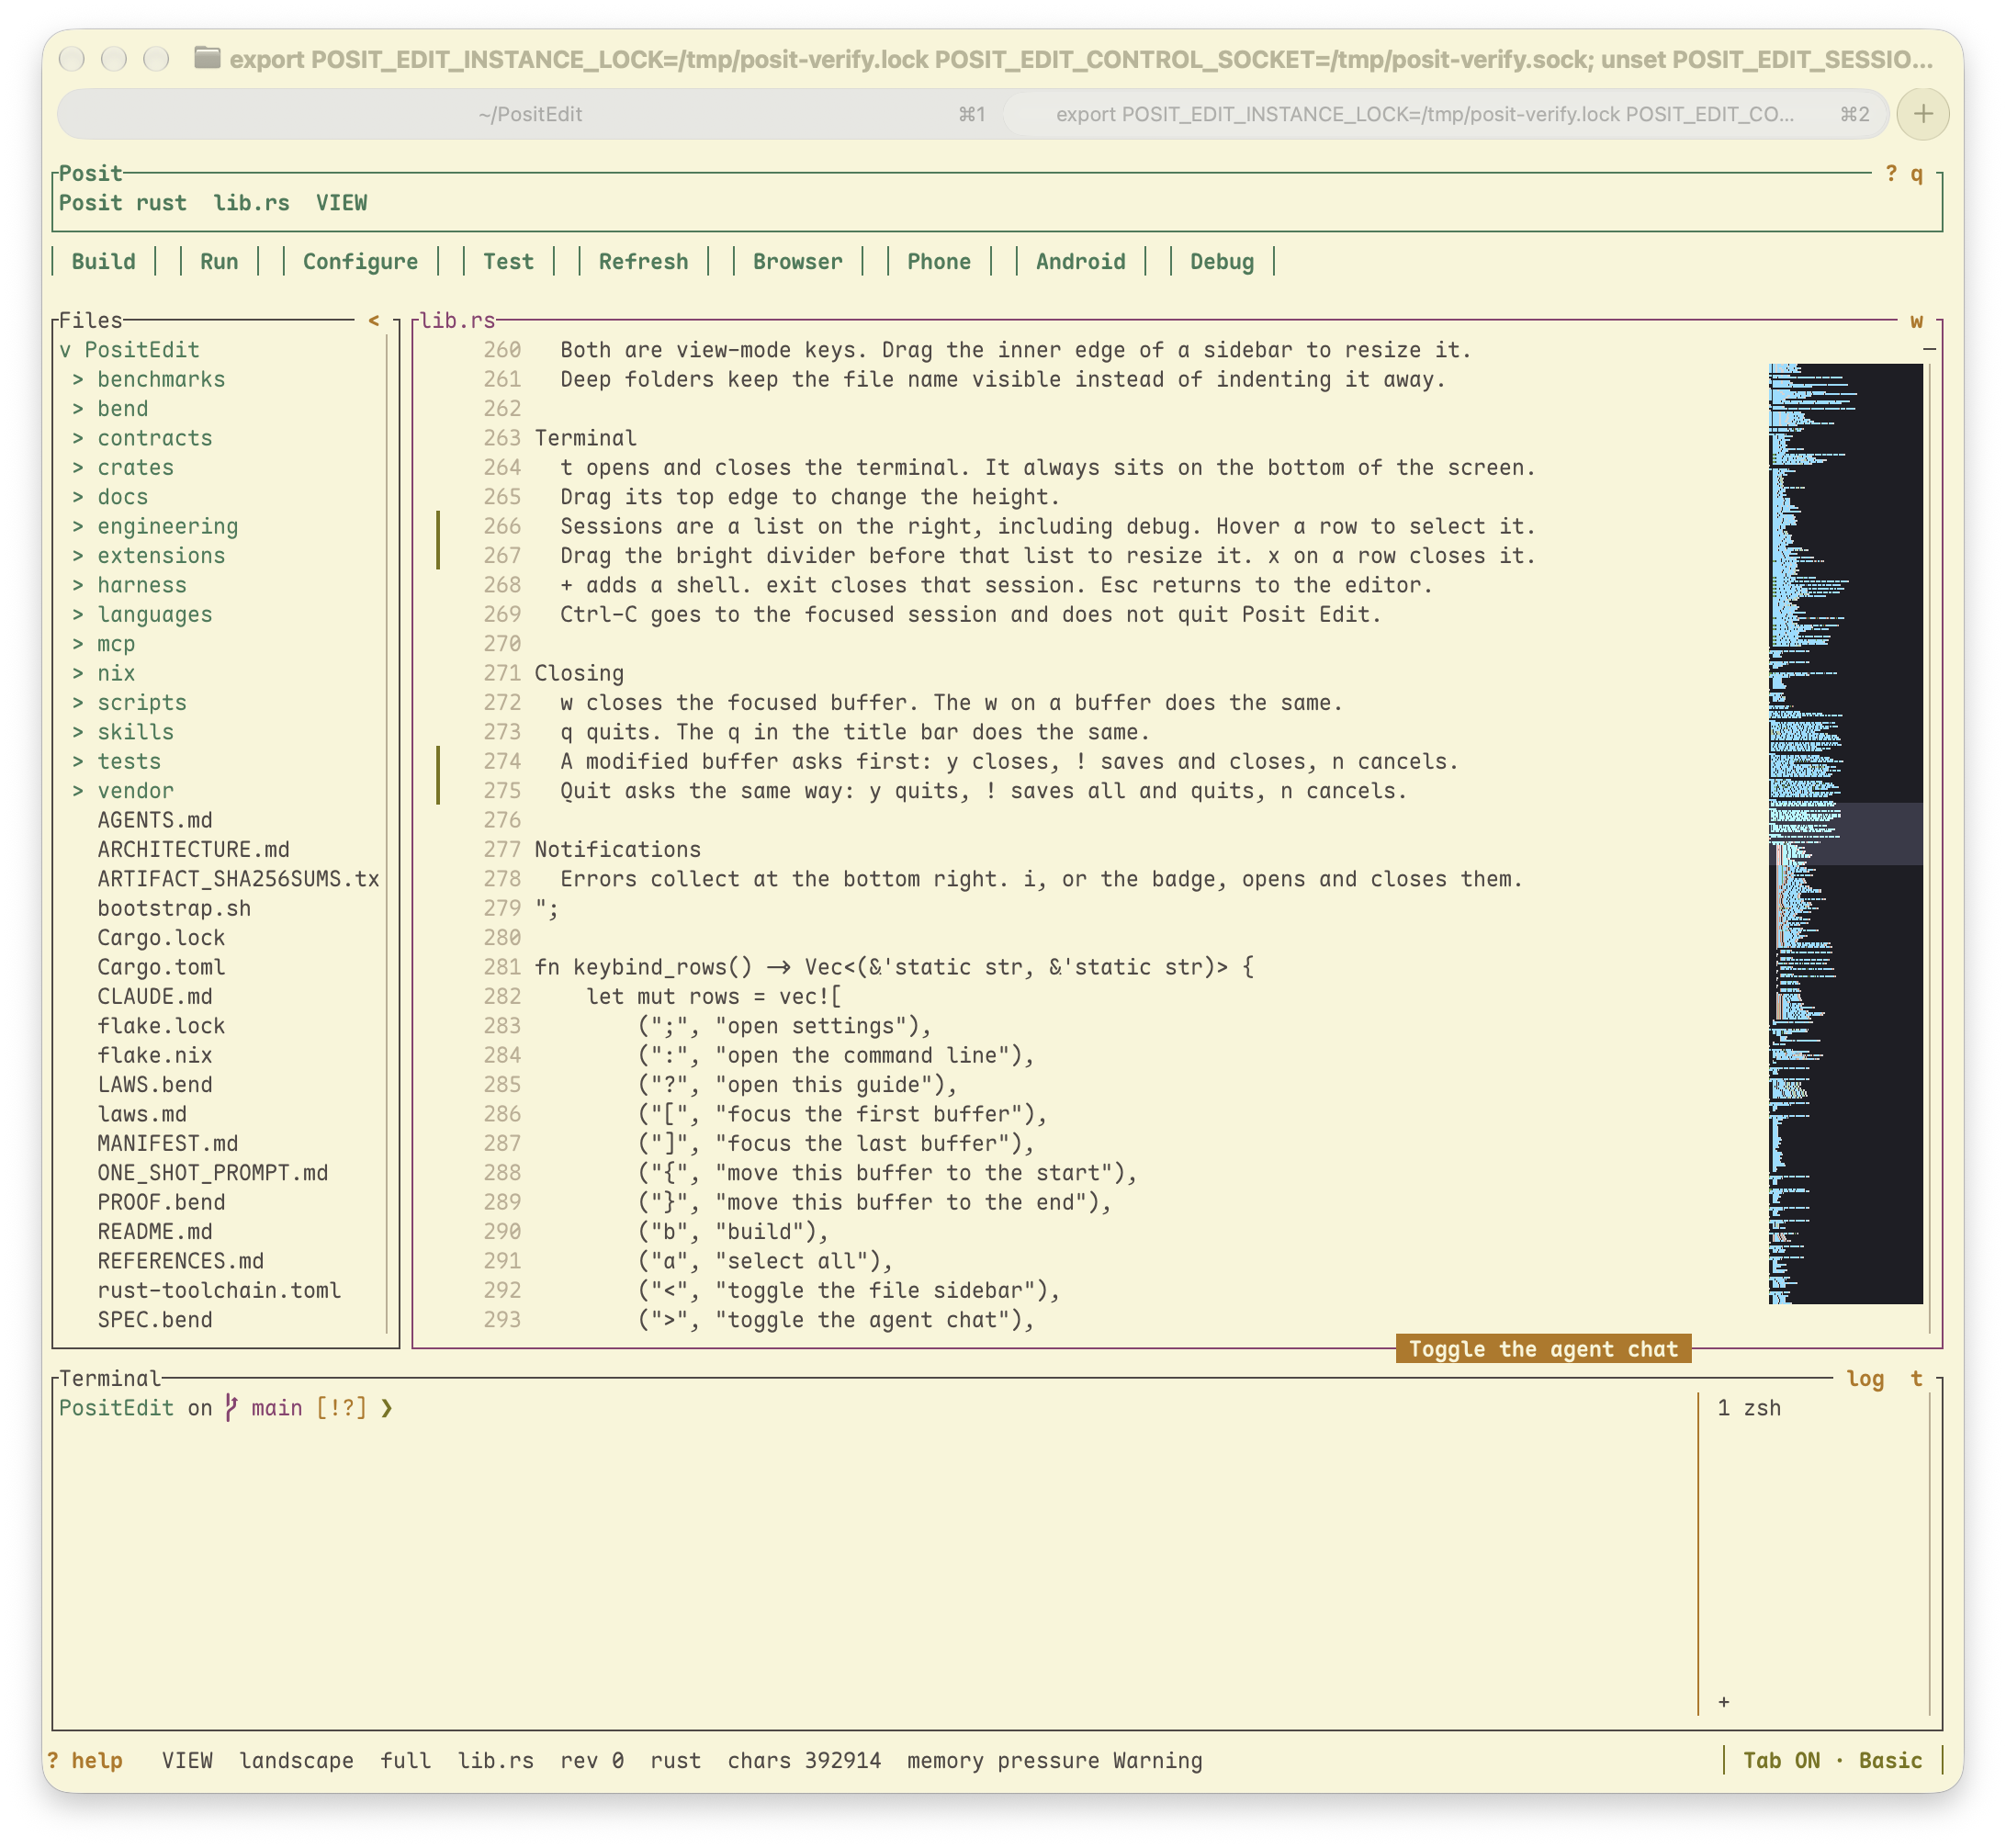 export POSIT_EDIT_INSTANCE_LOCK=/tmp/posit-verify.lock POSIT_EDIT_CONTROL_SOCKET=/tmp/posit-verify.sock; unset POSIT_EDIT_SESSIO...
~/PositEdit ⌘1 export POSIT_EDIT_INSTANCE_LOCK=/tmp/posit-verify.lock POSIT_EDIT_CO... ⌘2 +
Posit ? q
Posit rust lib.rs VIEW
Build Run Configure Test Refresh Browser Phone Android Debug
Files <
v PositEdit
> benchmarks
> bend
> contracts
> crates
> docs
> engineering
> extensions
> harness
> languages
> mcp
> nix
> scripts
> skills
> tests
> vendor
AGENTS.md
ARCHITECTURE.md
ARTIFACT_SHA256SUMS.tx
bootstrap.sh
Cargo.lock
Cargo.toml
CLAUDE.md
flake.lock
flake.nix
LAWS.bend
laws.md
MANIFEST.md
ONE_SHOT_PROMPT.md
PROOF.bend
README.md
REFERENCES.md
rust-toolchain.toml
SPEC.bend
lib.rs w
260 Both are view-mode keys. Drag the inner edge of a sidebar to resize it.
261 Deep folders keep the file name visible instead of indenting it away.
262
263 Terminal
264 t opens and closes the terminal. It always sits on the bottom of the screen.
265 Drag its top edge to change the height.
266 Sessions are a list on the right, including debug. Hover a row to select it.
267 Drag the bright divider before that list to resize it. x on a row closes it.
268 + adds a shell. exit closes that session. Esc returns to the editor.
269 Ctrl-C goes to the focused session and does not quit Posit Edit.
270
271 Closing
272 w closes the focused buffer. The w on a buffer does the same.
273 q quits. The q in the title bar does the same.
274 A modified buffer asks first: y closes, ! saves and closes, n cancels.
275 Quit asks the same way: y quits, ! saves all and quits, n cancels.
276
277 Notifications
278 Errors collect at the bottom right. i, or the badge, opens and closes them.
279 ";
280
281 fn keybind_rows() -> Vec<(&'static str, &'static str)> {
282 let mut rows = vec![
283 (";", "open settings"),
284 (":", "open the command line"),
285 ("?", "open this guide"),
286 ("[", "focus the first buffer"),
287 ("]", "focus the last buffer"),
288 ("{", "move this buffer to the start"),
289 ("}", "move this buffer to the end"),
290 ("b", "build"),
291 ("a", "select all"),
292 ("<", "toggle the file sidebar"),
293 (">", "toggle the agent chat"),
Toggle the agent chat
Terminal log t
PositEdit on main [!?] ❯
1 zsh
+
? help VIEW landscape full lib.rs rev 0 rust chars 392914 memory pressure Warning Tab ON · Basic